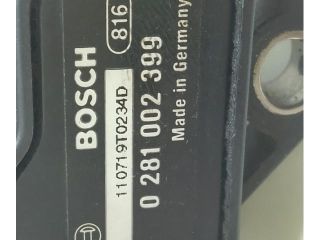 BOSCH 816
110719T0234D
0 281 002 399
Made in Germany